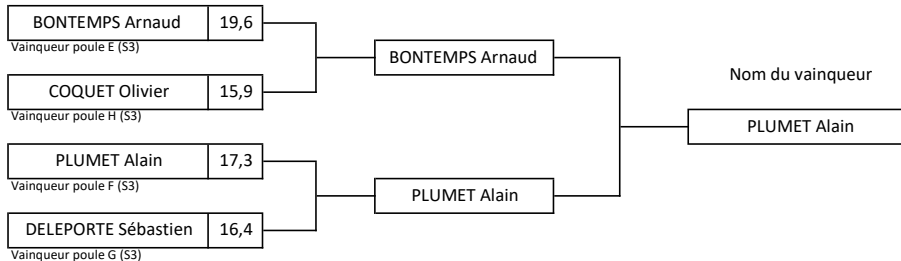 BONTEMPS Arnaud 19,6
Vainqueur poule E (S3)
BONTEMPS Arnaud
COQUET Olivier 15,9
Vainqueur poule H (S3)
Nom du vainqueur
PLUMET Alain
PLUMET Alain 17,3
Vainqueur poule F (S3)
PLUMET Alain
DELEPORTE Sébastien 16,4
Vainqueur poule G (S3)